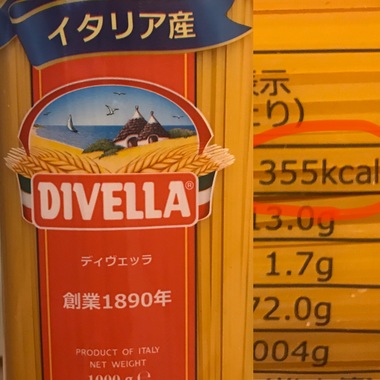 イタリア産
DIVELLA®
ディヴェッラ
創業1890年
PRODUCT OF ITALY
NET WEIGHT
1000 g e
355kcal
13.0g
1.7g
72.0g
004g